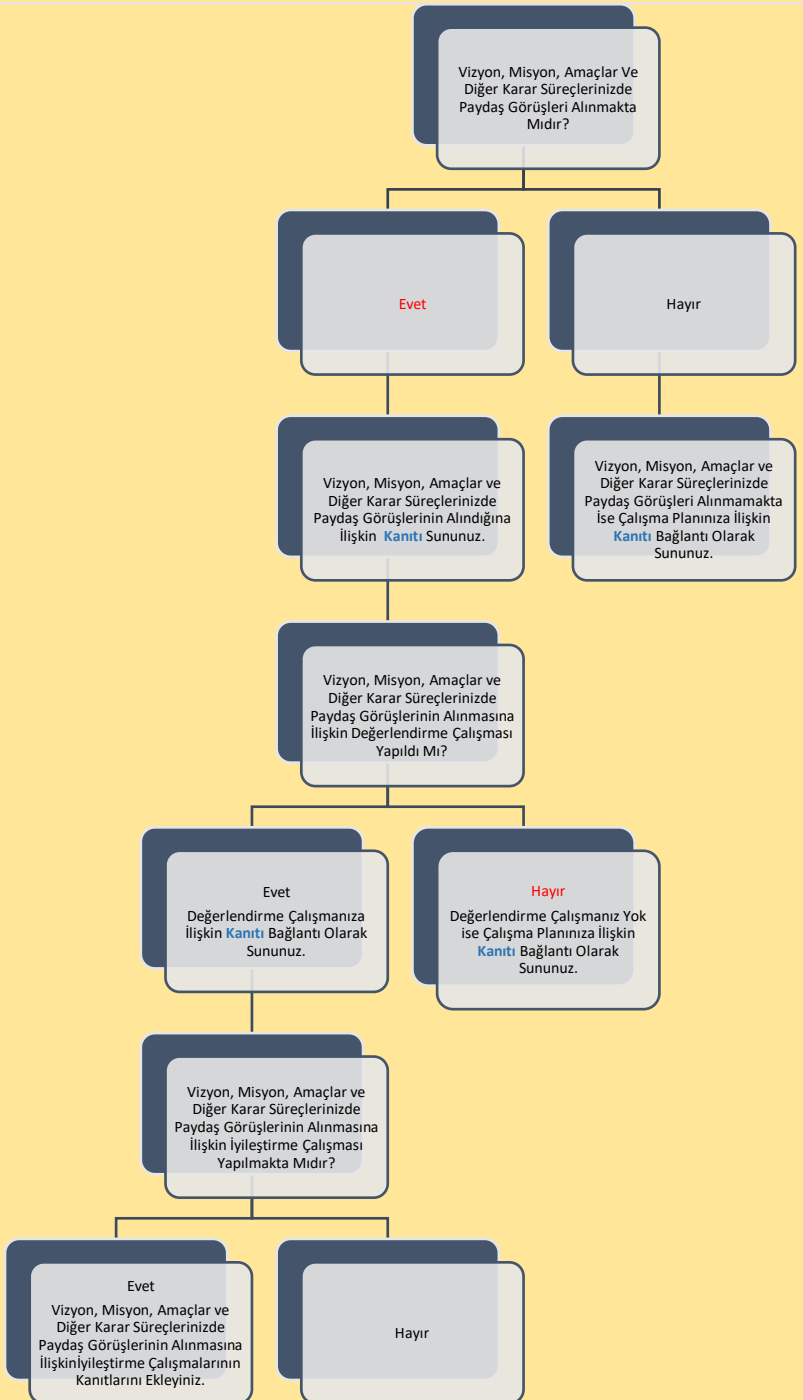 Vizyon, Misyon, Amaçlar Ve
Diğer Karar Süreçlerinizde
Paydaş Görüşleri Alınmakta
Mıdır?
Evet
Hayır
Vizyon, Misyon, Amaçlar ve
Diğer Karar Süreçlerinizde
Paydaş Görüşlerinin Alındığına
İlişkin Kanıtı Sununuz.
Vizyon, Misyon, Amaçlar ve
Diğer Karar Süreçlerinizde
Paydaş Görüşleri Alınmamakta
İse Çalışma Planınıza İlişkin
Kanıtı Bağlantı Olarak
Sununuz.
Vizyon, Misyon, Amaçlar ve
Diğer Karar Süreçlerinizde
Paydaş Görüşlerinin Alınmasına
İlişkin Değerlendirme Çalışması
Yapıldı Mı?
Evet
Değerlendirme Çalışmanıza
İlişkin Kanıtı Bağlantı Olarak
Sununuz.
Hayır
Değerlendirme Çalışmanız Yok
ise Çalışma Planınıza İlişkin
Kanıtı Bağlantı Olarak
Sununuz.
Vizyon, Misyon, Amaçlar ve
Diğer Karar Süreçlerinizde
Paydaş Görüşlerinin Alınmasına
İlişkin İyileştirme Çalışması
Yapılmakta Mıdır?
Evet
Vizyon, Misyon, Amaçlar ve
Diğer Karar Süreçlerinizde
Paydaş Görüşlerinin Alınmasına
İlişkinİyileştirme Çalışmalarının
Kanıtlarını Ekleyiniz.
Hayır